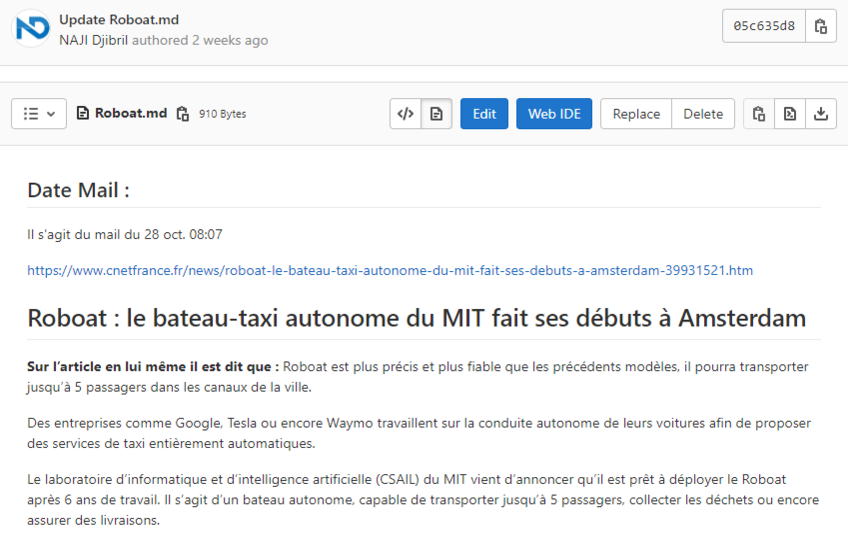 Update Roboat.md
NAJI Djibril authored 2 weeks ago
05c635d8
Roboat.md 910 Bytes
Edit
Web IDE
Replace
Delete
Date Mail :
Il s'agit du mail du 28 oct. 08:07
https://www.cnetfrance.fr/news/roboat-le-bateau-taxi-autonome-du-mit-fait-ses-debuts-a-amsterdam-39931521.htm
Roboat : le bateau-taxi autonome du MIT fait ses débuts à Amsterdam
Sur l’article en lui même il est dit que : Roboat est plus précis et plus fiable que les précédents modèles, il pourra transporter
jusqu’à 5 passagers dans les canaux de la ville.
Des entreprises comme Google, Tesla ou encore Waymo travaillent sur la conduite autonome de leurs voitures afin de proposer
des services de taxi entièrement automatiques.
Le laboratoire d’informatique et d’intelligence artificielle (CSAIL) du MIT vient d’annoncer qu’il est prêt à déployer le Roboat
après 6 ans de travail. Il s’agit d’un bateau autonome, capable de transporter jusqu’à 5 passagers, collecter les déchets ou encore
assurer des livraisons.